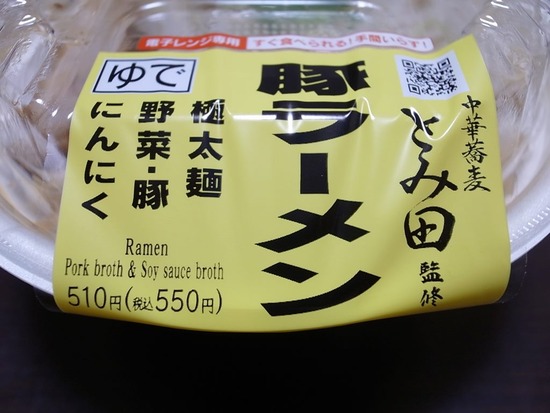 電子レンジ専用 すぐ食べられる!手間いらず!
中華蕎麦
とみ田
監修
豚ラーメン
ゆで
極太麺
野菜・豚
にんにく
Ramen
Pork broth & Soy sauce broth
510円(税込550円)